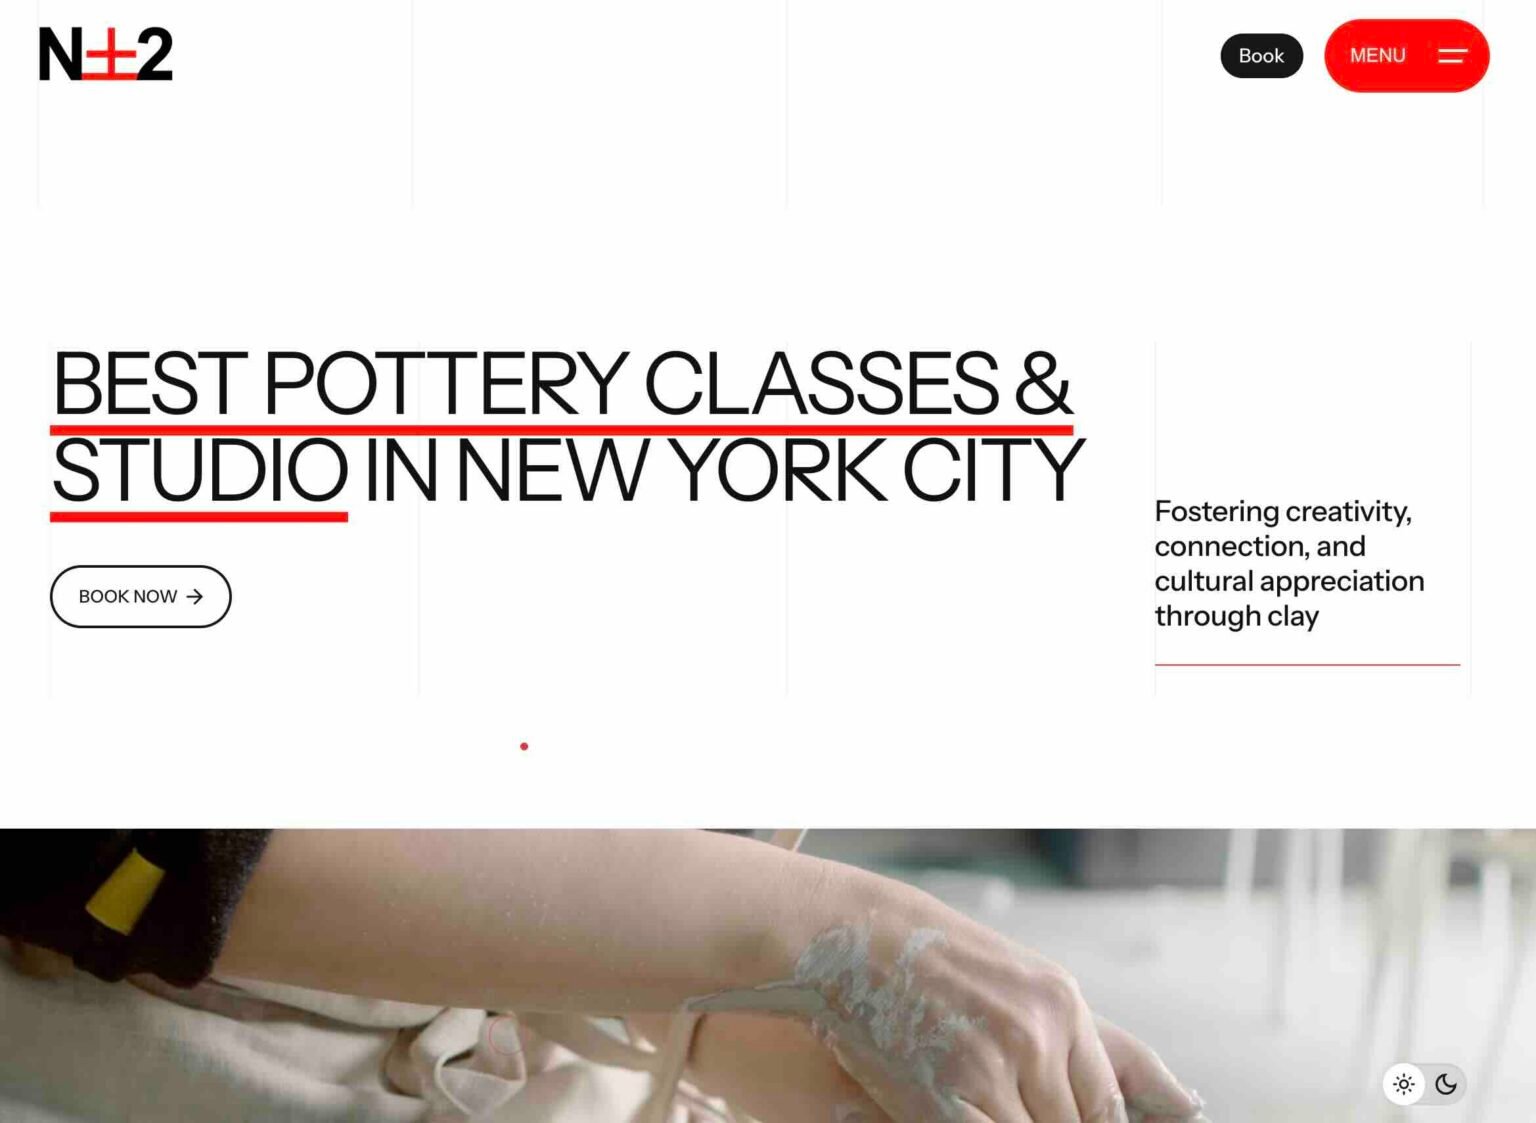 N±2
Book
MENU
BEST POTTERY CLASSES &
STUDIO IN NEW YORK CITY
BOOK NOW →
Fostering creativity,
connection, and
cultural appreciation
through clay